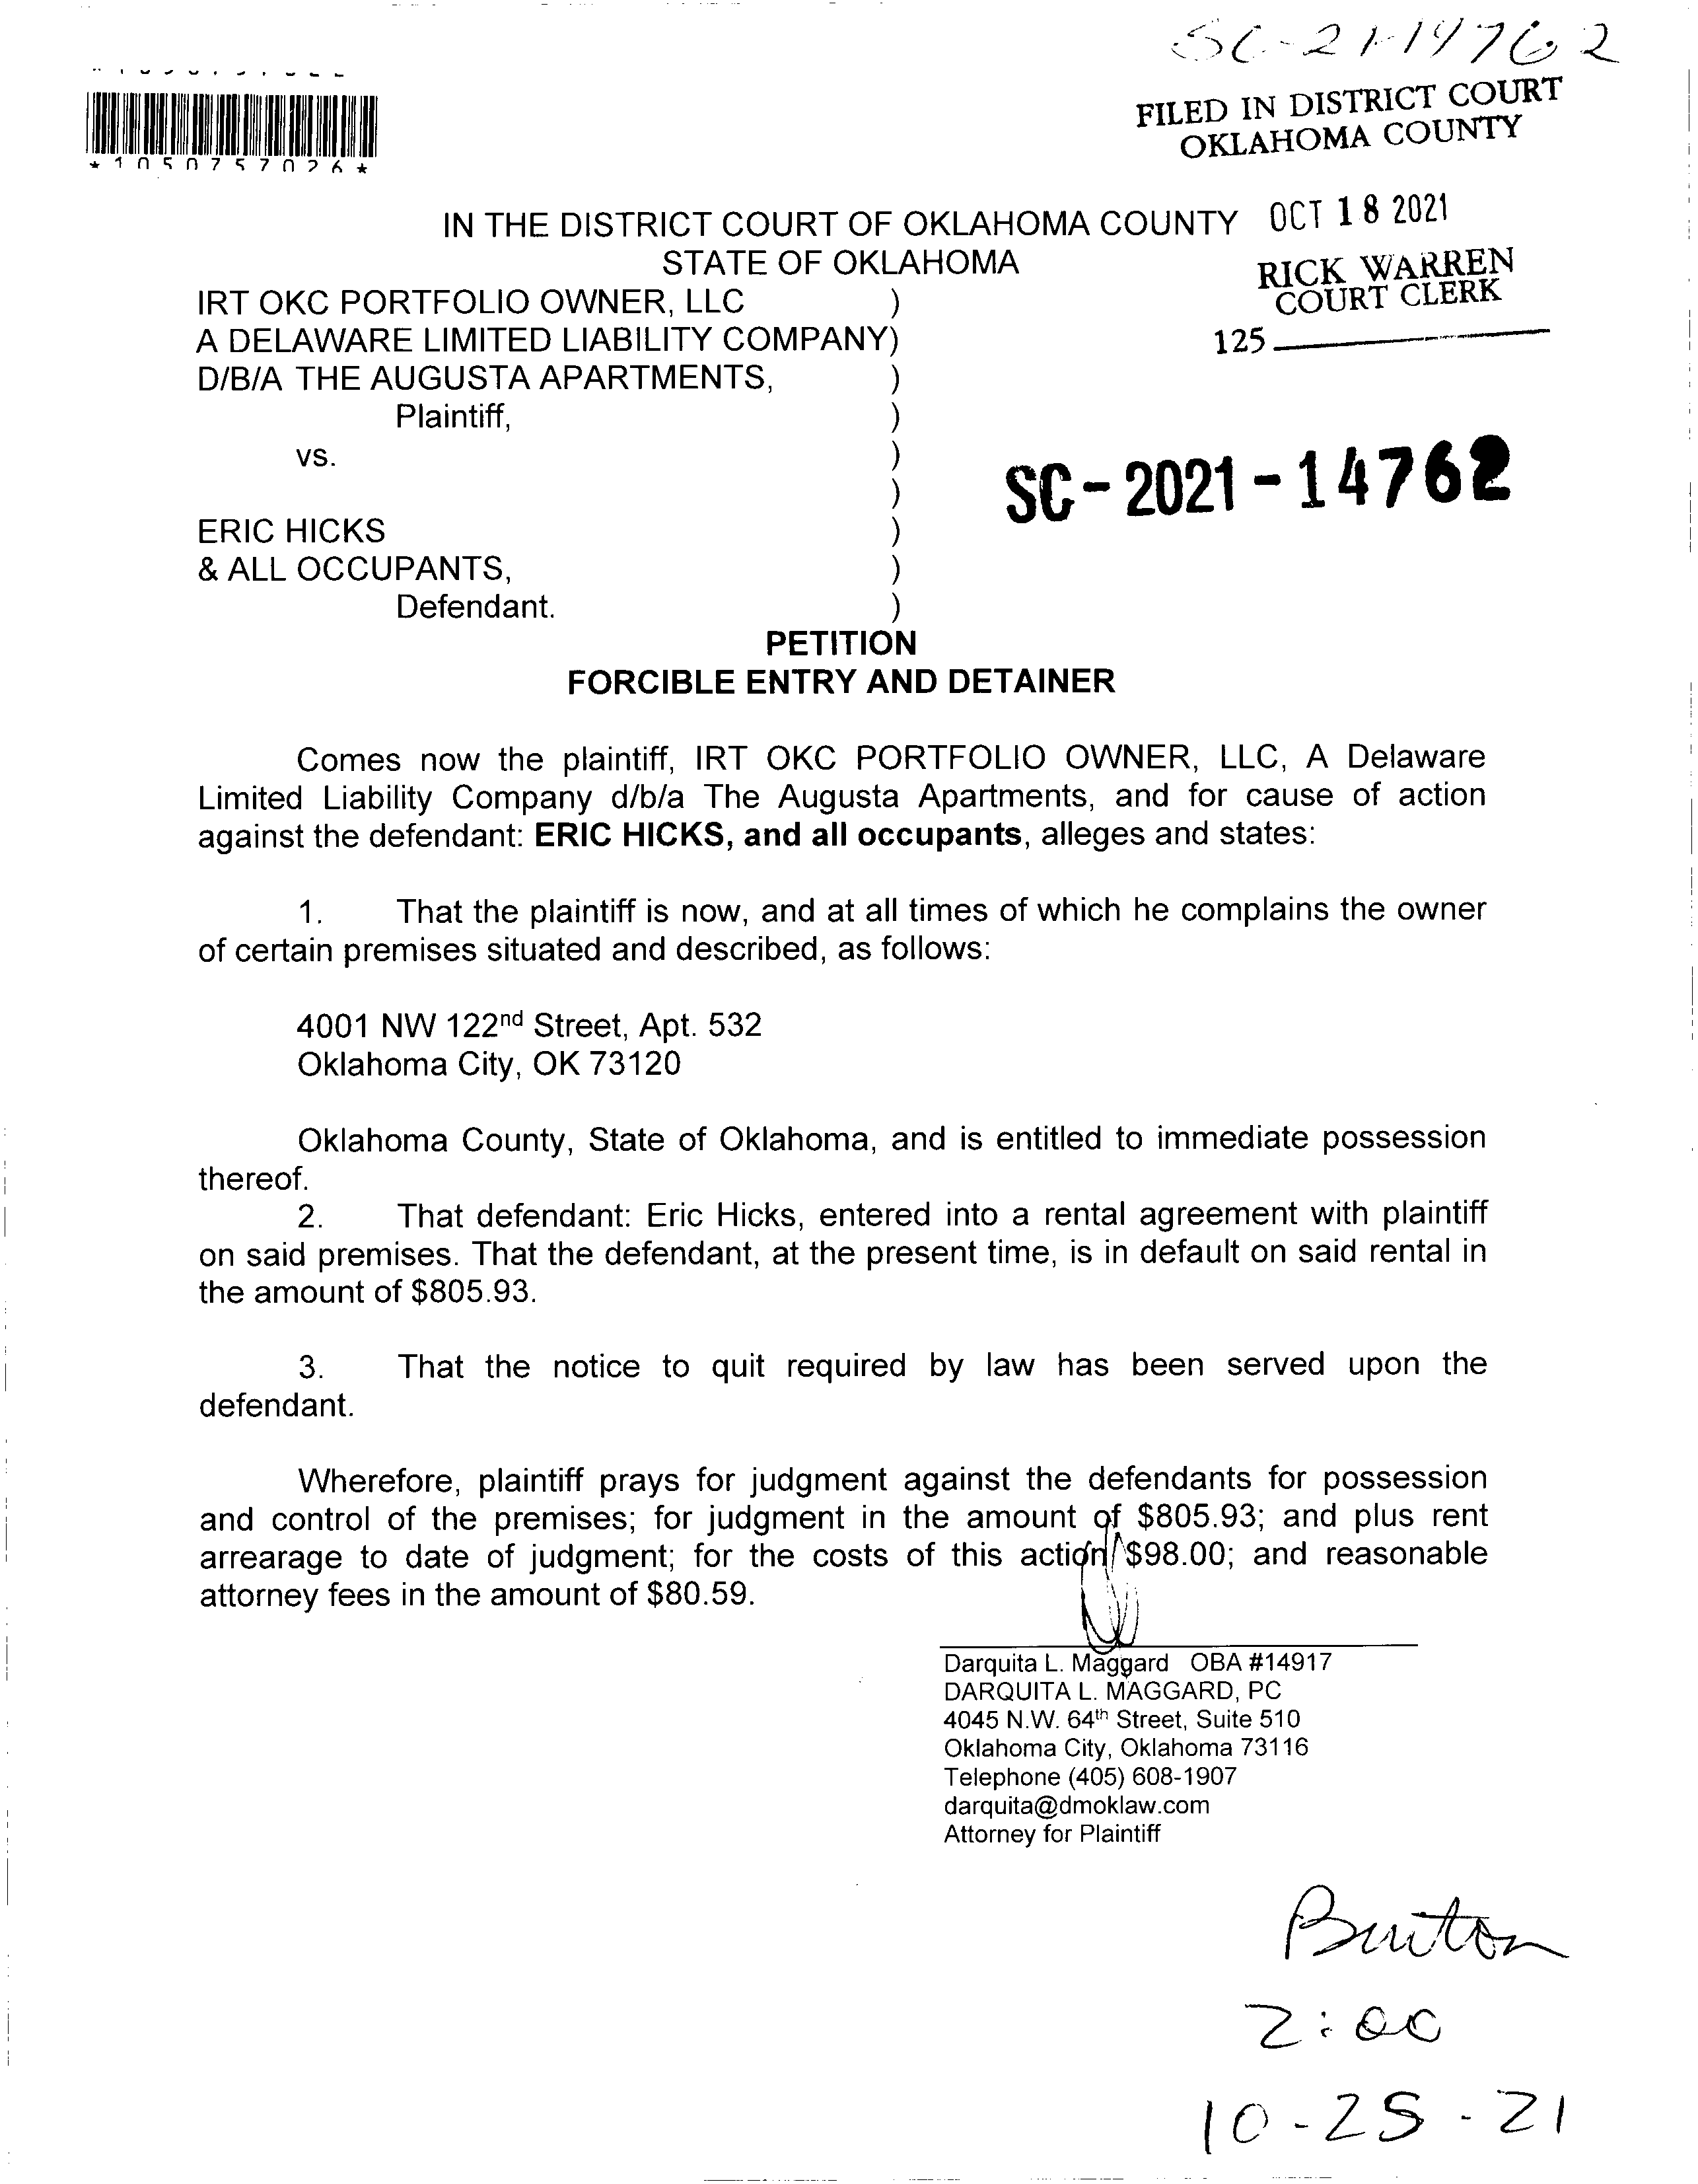 SC-21-14762
*1050757026*
FILED IN DISTRICT COURT
OKLAHOMA COUNTY
OCT 18 2021
RICK WARREN
COURT CLERK
125
IN THE DISTRICT COURT OF OKLAHOMA COUNTY
STATE OF OKLAHOMA
IRT OKC PORTFOLIO OWNER, LLC )
A DELAWARE LIMITED LIABILITY COMPANY)
D/B/A THE AUGUSTA APARTMENTS, )
Plaintiff, )
vs. )
)
ERIC HICKS )
& ALL OCCUPANTS, )
Defendant. )
SC-2021-14762
PETITION
FORCIBLE ENTRY AND DETAINER
Comes now the plaintiff, IRT OKC PORTFOLIO OWNER, LLC, A Delaware
Limited Liability Company d/b/a The Augusta Apartments, and for cause of action
against the defendant: ERIC HICKS, and all occupants, alleges and states:
1. That the plaintiff is now, and at all times of which he complains the owner
of certain premises situated and described, as follows:
4001 NW 122nd Street, Apt. 532
Oklahoma City, OK 73120
Oklahoma County, State of Oklahoma, and is entitled to immediate possession
thereof.
2. That defendant: Eric Hicks, entered into a rental agreement with plaintiff
on said premises. That the defendant, at the present time, is in default on said rental in
the amount of $805.93.
3. That the notice to quit required by law has been served upon the
defendant.
Wherefore, plaintiff prays for judgment against the defendants for possession
and control of the premises; for judgment in the amount of $805.93; and plus rent
arrearage to date of judgment; for the costs of this action $98.00; and reasonable
attorney fees in the amount of $80.59.
Darquita L. Maggard OBA #14917
DARQUITA L. MAGGARD, PC
4045 N.W. 64th Street, Suite 510
Oklahoma City, Oklahoma 73116
Telephone (405) 608-1907
darquita@dmoklaw.com
Attorney for Plaintiff
Burton
2:00
10-25-21